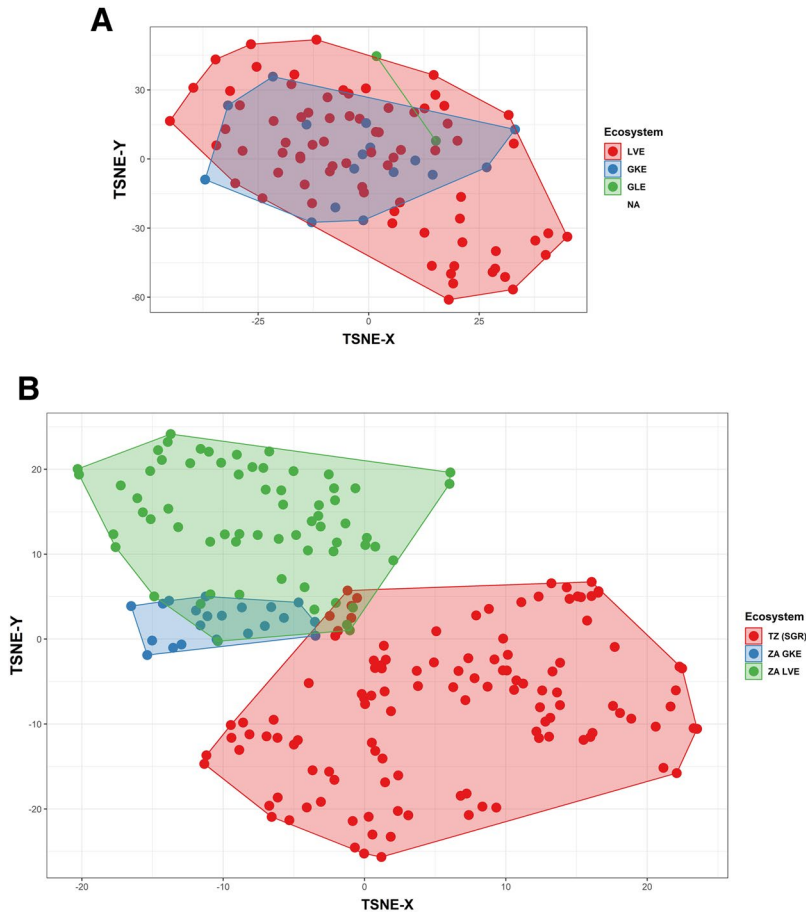 A
TSNE-Y
30
0
-30
-60
-25
0
25
TSNE-X
Ecosystem
LVE
GKE
GLE
NA
B
TSNE-Y
20
10
0
-10
-20
-20
-10
0
10
20
TSNE-X
Ecosystem
TZ (SGR)
ZA GKE
ZA LVE